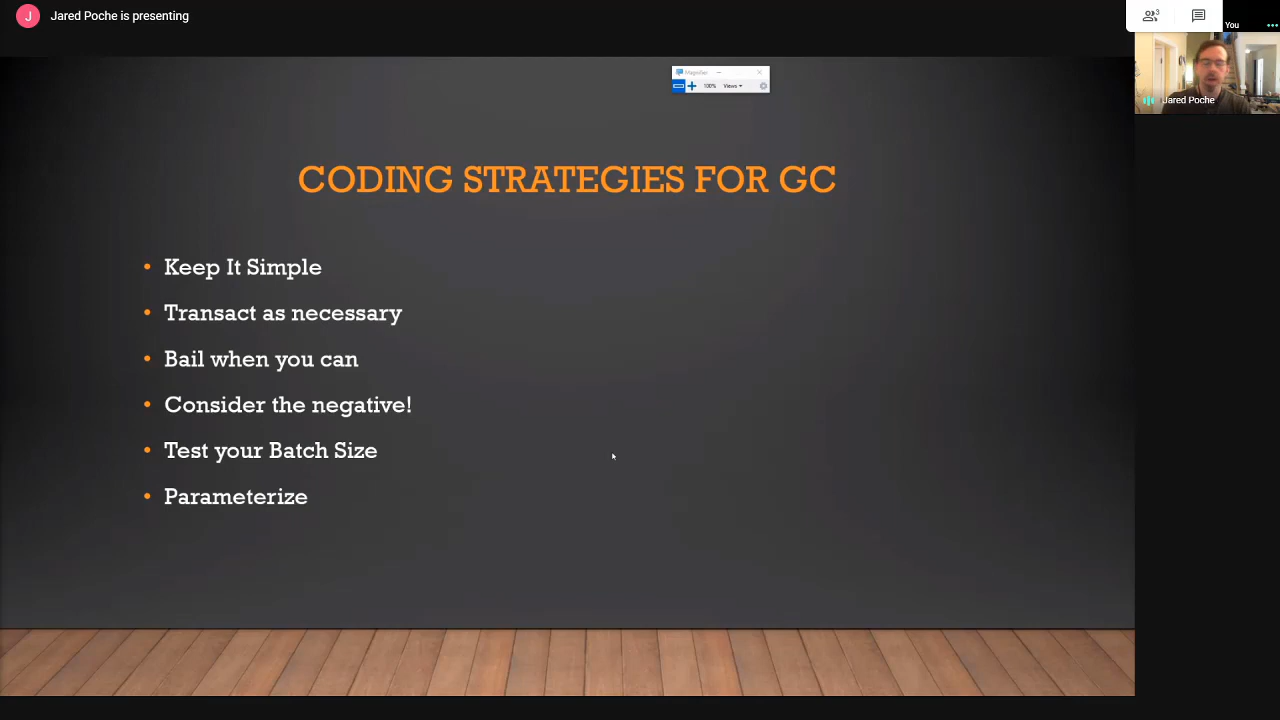 J
Jared Poche is presenting
3
You
Jared Poche
Magnifier
100%
Views
CODING STRATEGIES FOR GC
• Keep It Simple
• Transact as necessary
• Bail when you can
• Consider the negative!
• Test your Batch Size
• Parameterize